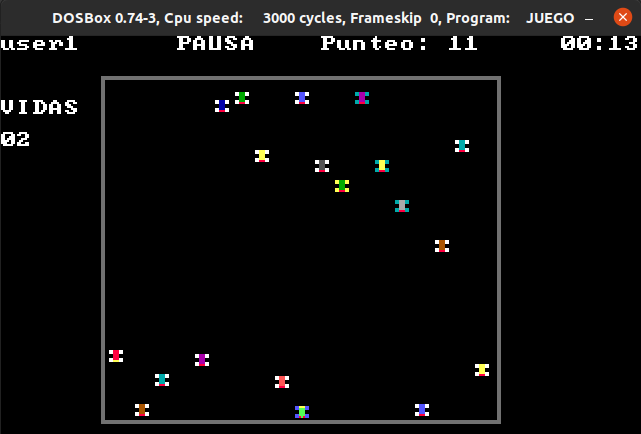 DOSBox 0.74-3, Cpu sped: 3000 cycles, Frameskip 0, Program: JUEGO
user1 PAUSA Punteo: 11 00:13
VIDAS
02